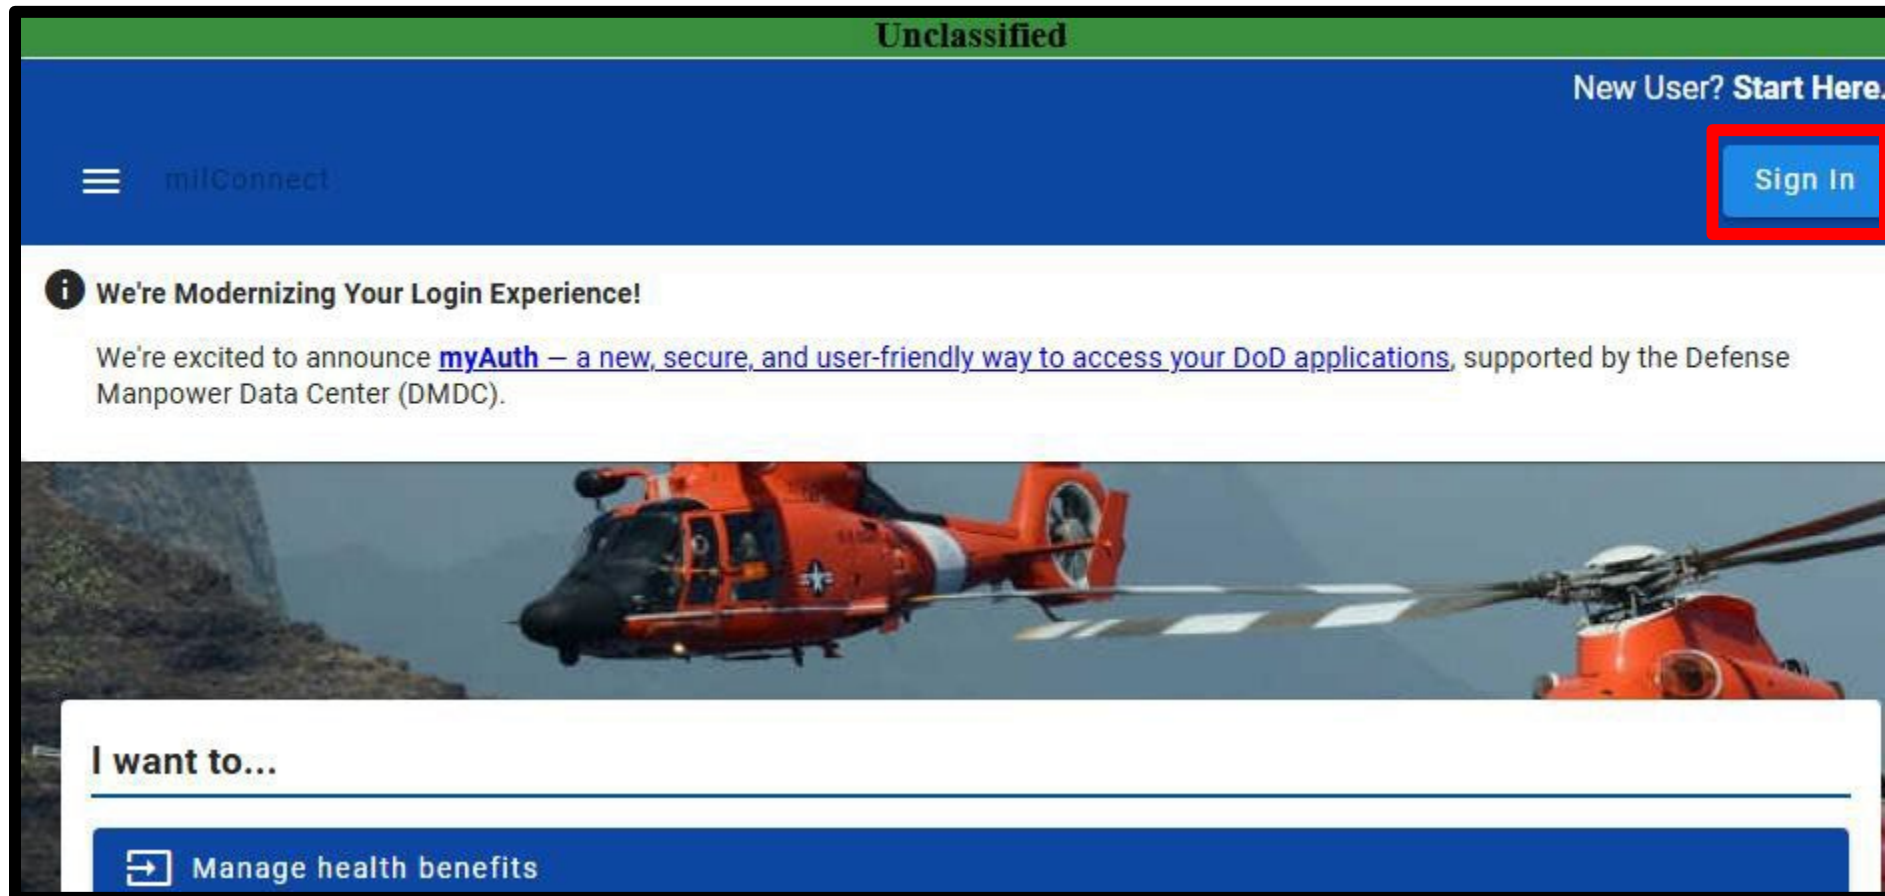 Unclassified
New User? Start Here.
milConnect
Sign In
We're Modernizing Your Login Experience!
We're excited to announce myAuth – a new, secure, and user-friendly way to access your DoD applications, supported by the Defense
Manpower Data Center (DMDC).
I want to...
Manage health benefits